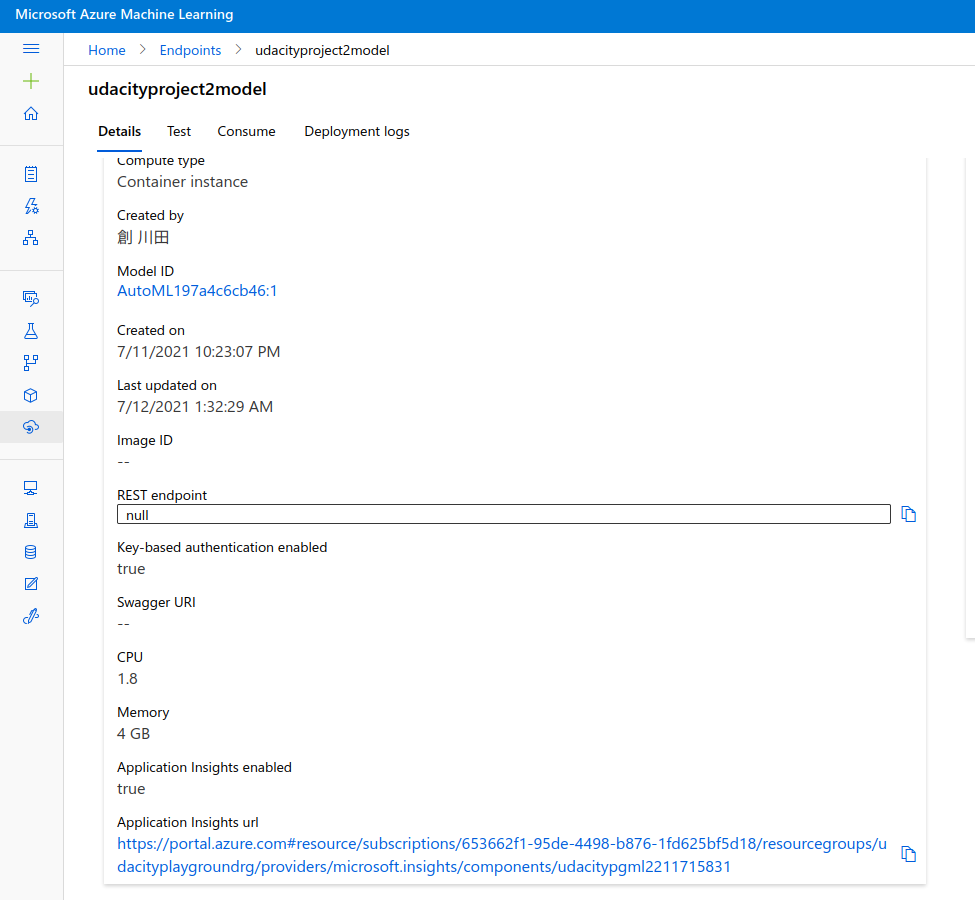 Microsoft Azure Machine Learning
Home > Endpoints > udacityproject2model
udacityproject2model
Details Test Consume Deployment logs
Compute type
Container instance
Created by
創 川田
Model ID
AutoML197a4c6cb46:1
Created on
7/11/2021 10:23:07 PM
Last updated on
7/12/2021 1:32:29 AM
Image ID
--
REST endpoint
null
Key-based authentication enabled
true
Swagger URI
--
CPU
1.8
Memory
4 GB
Application Insights enabled
true
Application Insights url
https://portal.azure.com#resource/subscriptions/653662f1-95de-4498-b876-1fd625bf5d18/resourcegroups/u
dacityplaygroundrg/providers/microsoft.insights/components/udacitypgml2211715831